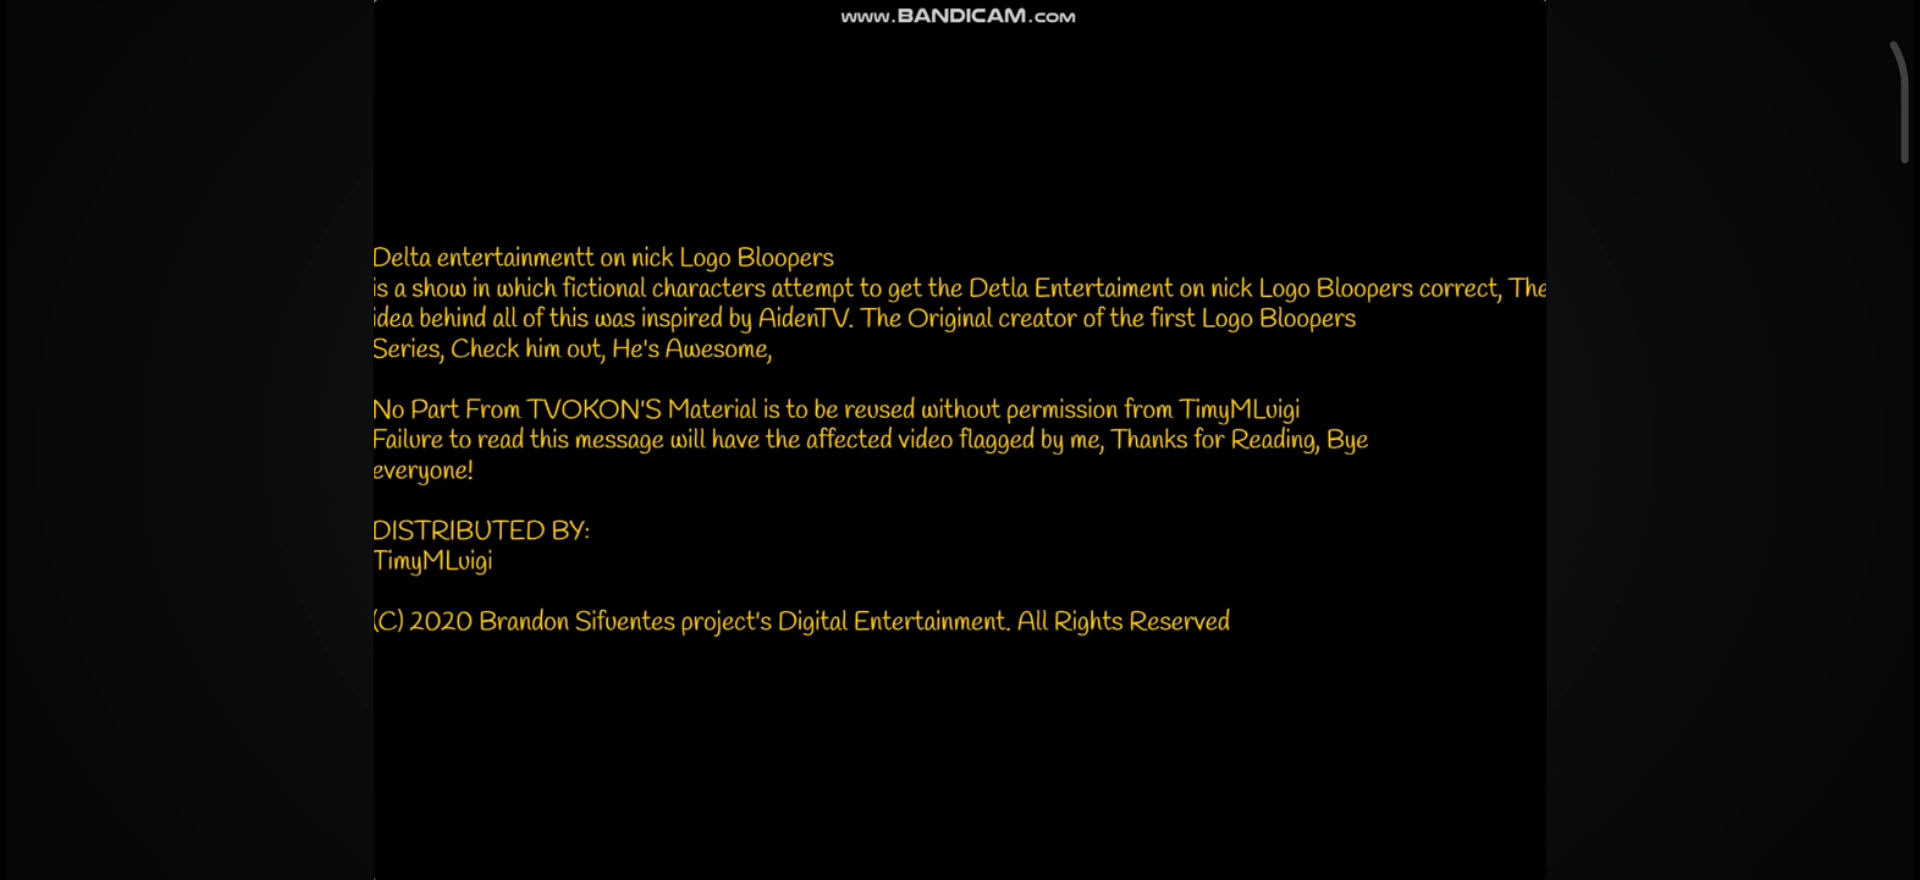 www.BANDICAM.com
Delta entertainmentt on nick Logo Bloopers
is a show in which fictional characters attempt to get the Detla Entertaiment on nick Logo Bloopers correct, The
idea behind all of this was inspired by AidenTV. The Original creator of the first Logo Bloopers
Series, Check him out, He's Awesome,
No Part From TVOKON'S Material is to be reused without permission from TimyMLuigi
Failure to read this message will have the affected video flagged by me, Thanks for Reading, Bye
everyone!
DISTRIBUTED BY:
TimyMLuigi
(C) 2020 Brandon Sifuentes project's Digital Entertainment. All Rights Reserved